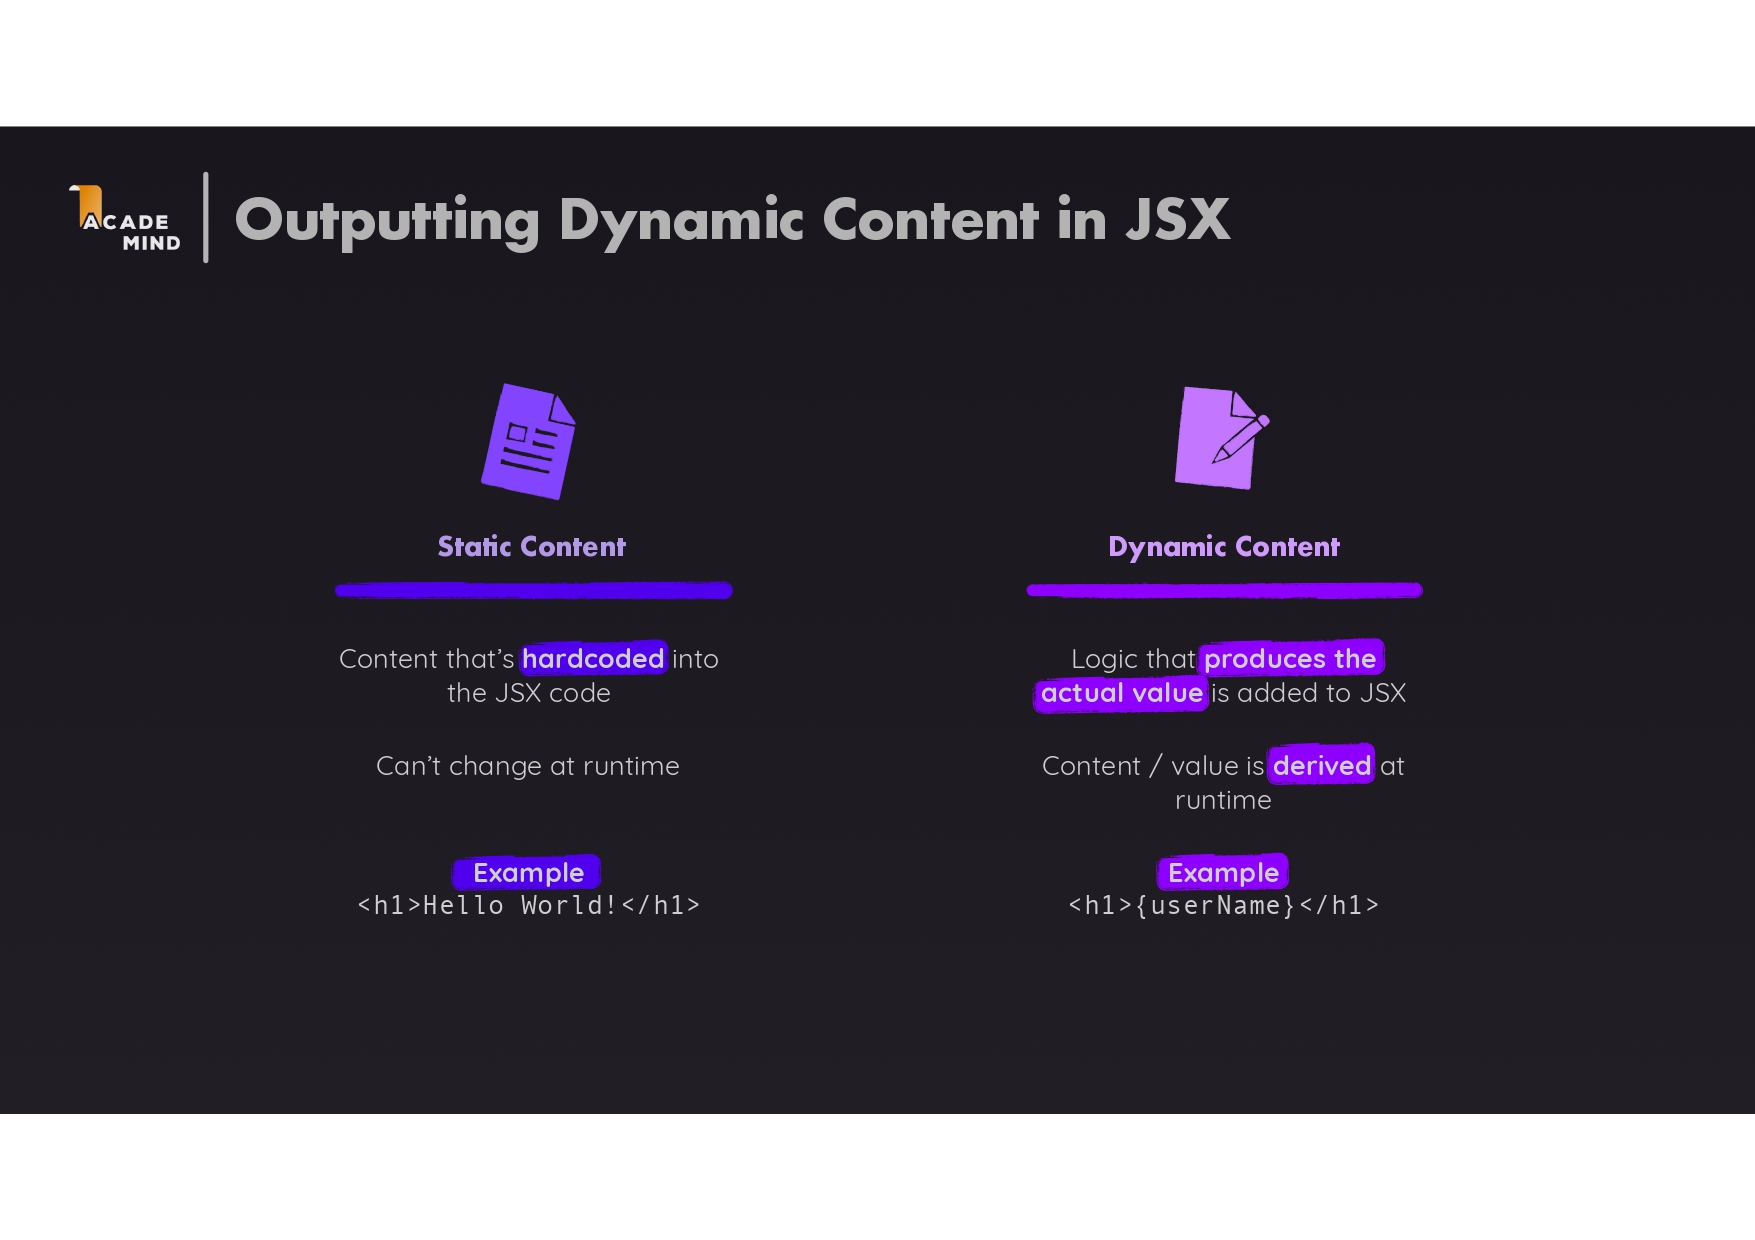 ACADE
MIND
Outputting Dynamic Content in JSX
Static Content
Content that’s hardcoded into
the JSX code
Can’t change at runtime
Example
<h1>Hello World!</h1>
Dynamic Content
Logic that produces the
actual value is added to JSX
Content / value is derived at
runtime
Example
<h1>{userName}</h1>